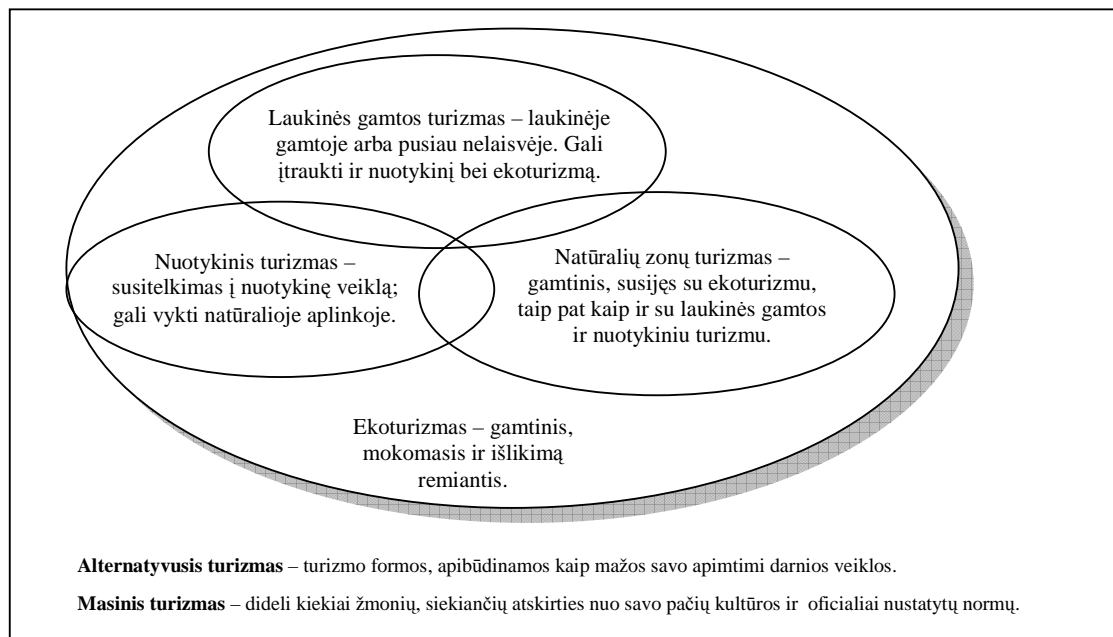 Laukinės gamtos turizmas – laukinėje
gamtoje arba pusiau nelaisvėje. Gali
įtraukti ir nuotykinį bei ekoturizmą.
Nuotykinis turizmas –
susitelkimas į nuotykinę veiklą;
gali vykti natūralioje aplinkoje.
Natūralių zonų turizmas –
gamtinis, susijęs su ekoturizmu,
taip pat kaip ir su laukinės gamtos
ir nuotykiniu turizmu.
Ekoturizmas – gamtinis,
mokomasis ir išlikimą
remiantis.
Alternatyvusis turizmas – turizmo formos, apibūdinamos kaip mažos savo apimtimi darnios veiklos.
Masinis turizmas – dideli kiekiai žmonių, siekiančių atskirties nuo savo pačių kultūros ir oficialiai nustatytų normų.